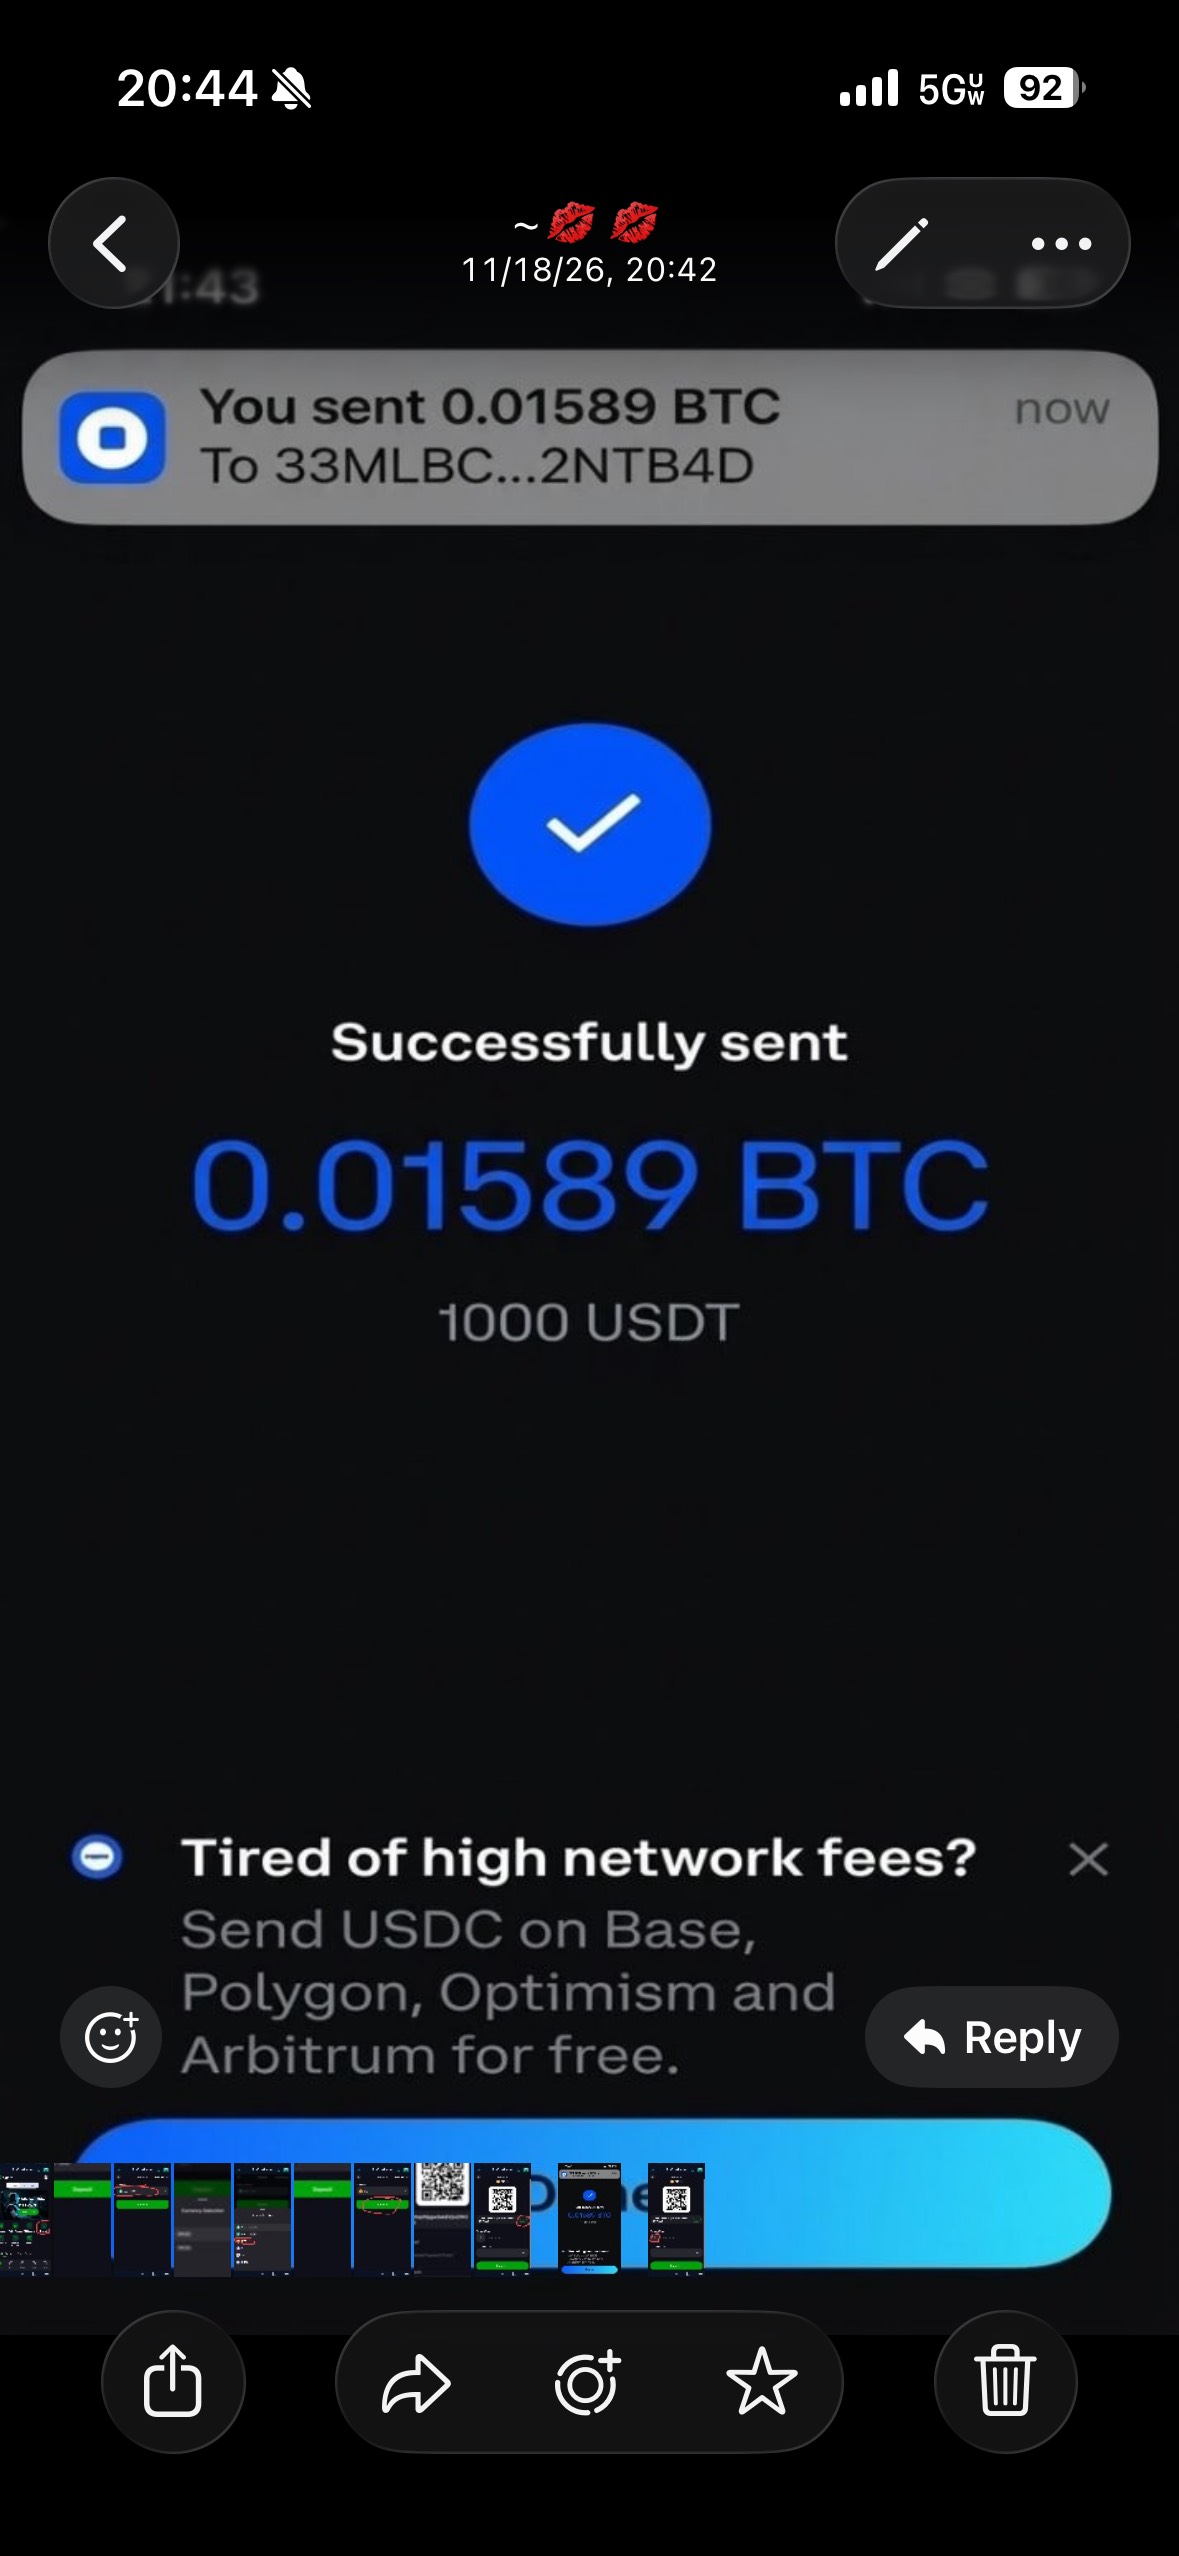 20:44
5G UW
92
~💋 💋
11/18/26, 20:42
:43
You sent 0.01589 BTC
now
To 33MLBC...2NTB4D
Successfully sent
0.01589 BTC
1000 USDT
Tired of high network fees?
Send USDC on Base,
Polygon, Optimism and
Arbitrum for free.
Reply